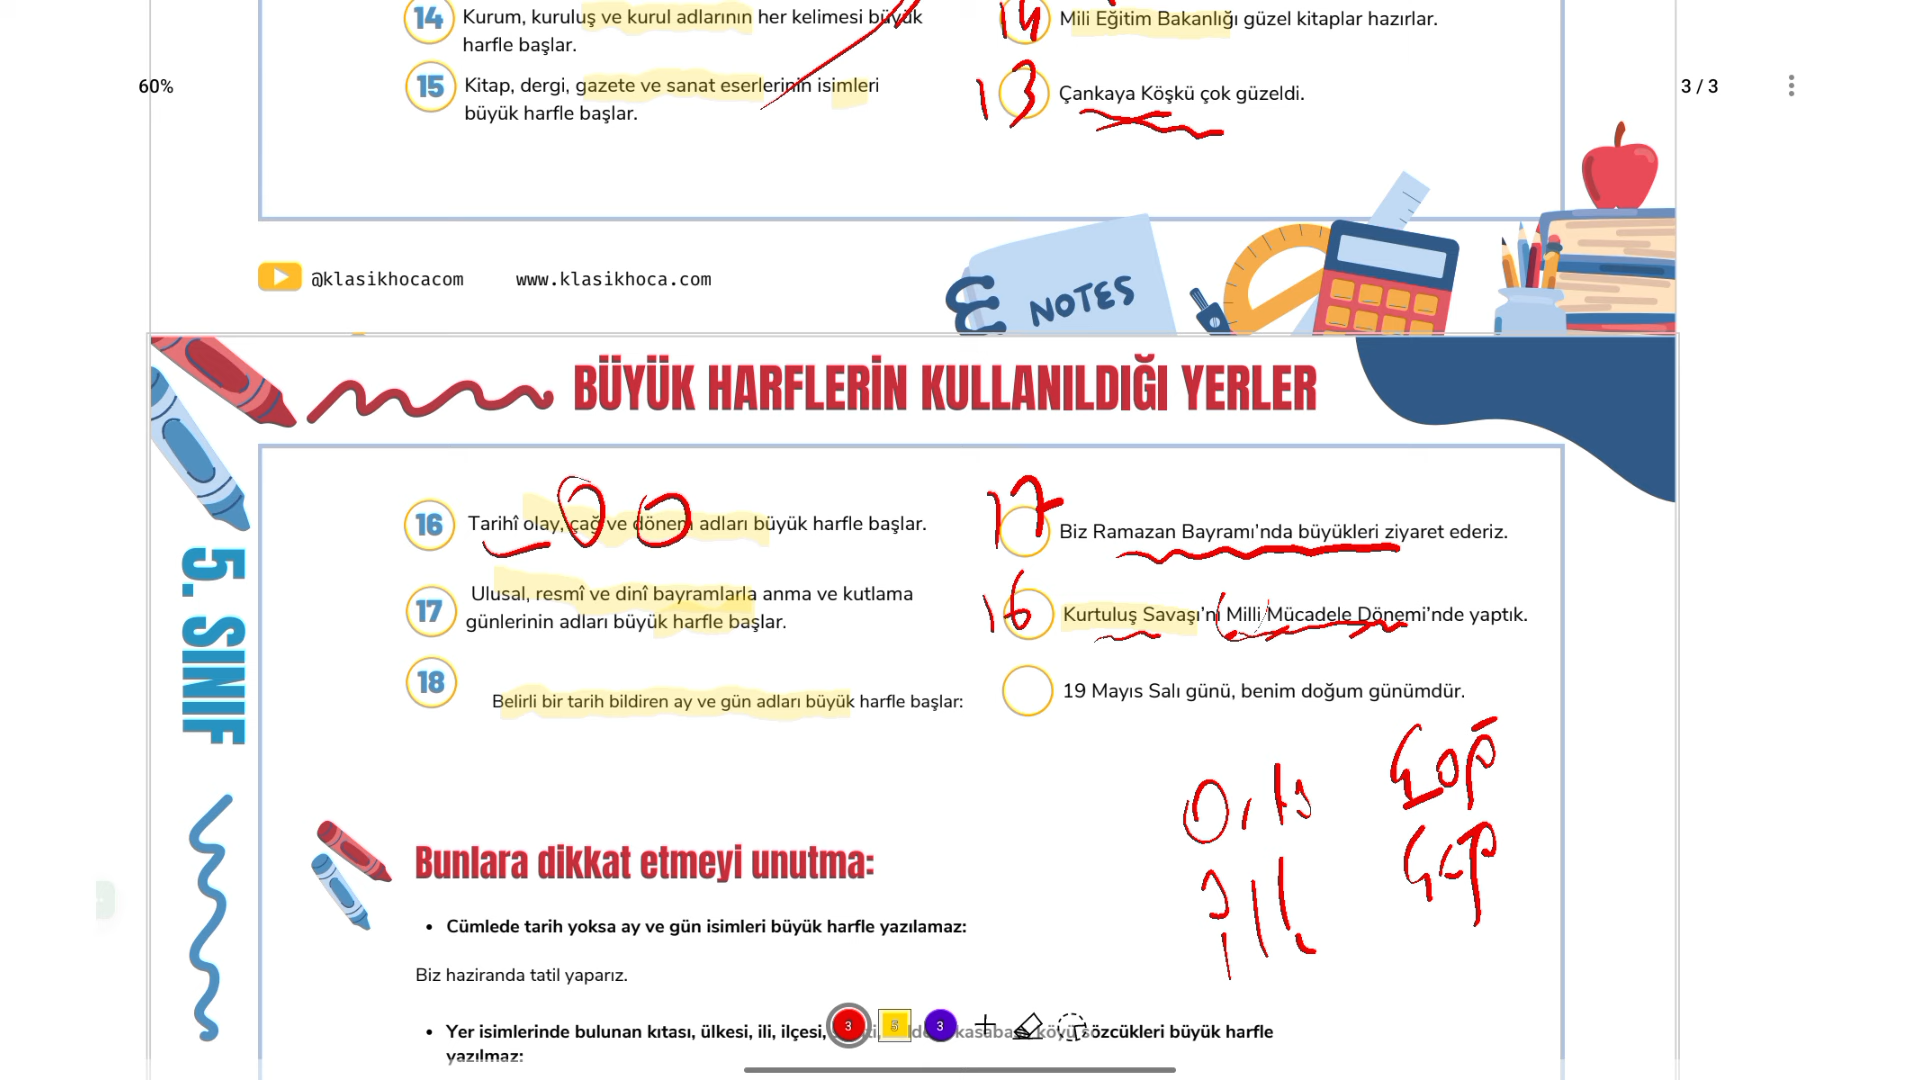 14 Kurum, kuruluş ve kurul adlarının her kelimesi büyük
harfle başlar.
14 Mili Eğitim Bakanlığı güzel kitaplar hazırlar.
60%
15 Kitap, dergi, gazete ve sanat eserlerinin isimleri
büyük harfle başlar.
13 Çankaya Köşkü çok güzeldi.
3 / 3
@klasikhocacom www.klasikhoca.com
NOTES
BÜYÜK HARFLERİN KULLANILDIĞI YERLER
5. SINIF
16 Tarihî olay, çağ ve dönem adları büyük harfle başlar.
17 Biz Ramazan Bayramı'nda büyükleri ziyaret ederiz.
17 Ulusal, resmî ve dinî bayramlarla anma ve kutlama
günlerinin adları büyük harfle başlar.
16 Kurtuluş Savaşı'nı Milli Mücadele Dönemi'nde yaptık.
18 Belirli bir tarih bildiren ay ve gün adları büyük harfle başlar:
19 Mayıs Salı günü, benim doğum günümdür.
Bunlara dikkat etmeyi unutma:
• Cümlede tarih yoksa ay ve gün isimleri büyük harfle yazılamaz:
Biz haziranda tatil yaparız.
3 5 3
• Yer isimlerinde bulunan kıtası, ülkesi, ili, ilçesi, kasabası, köyü sözcükleri büyük harfle
yazılmaz: